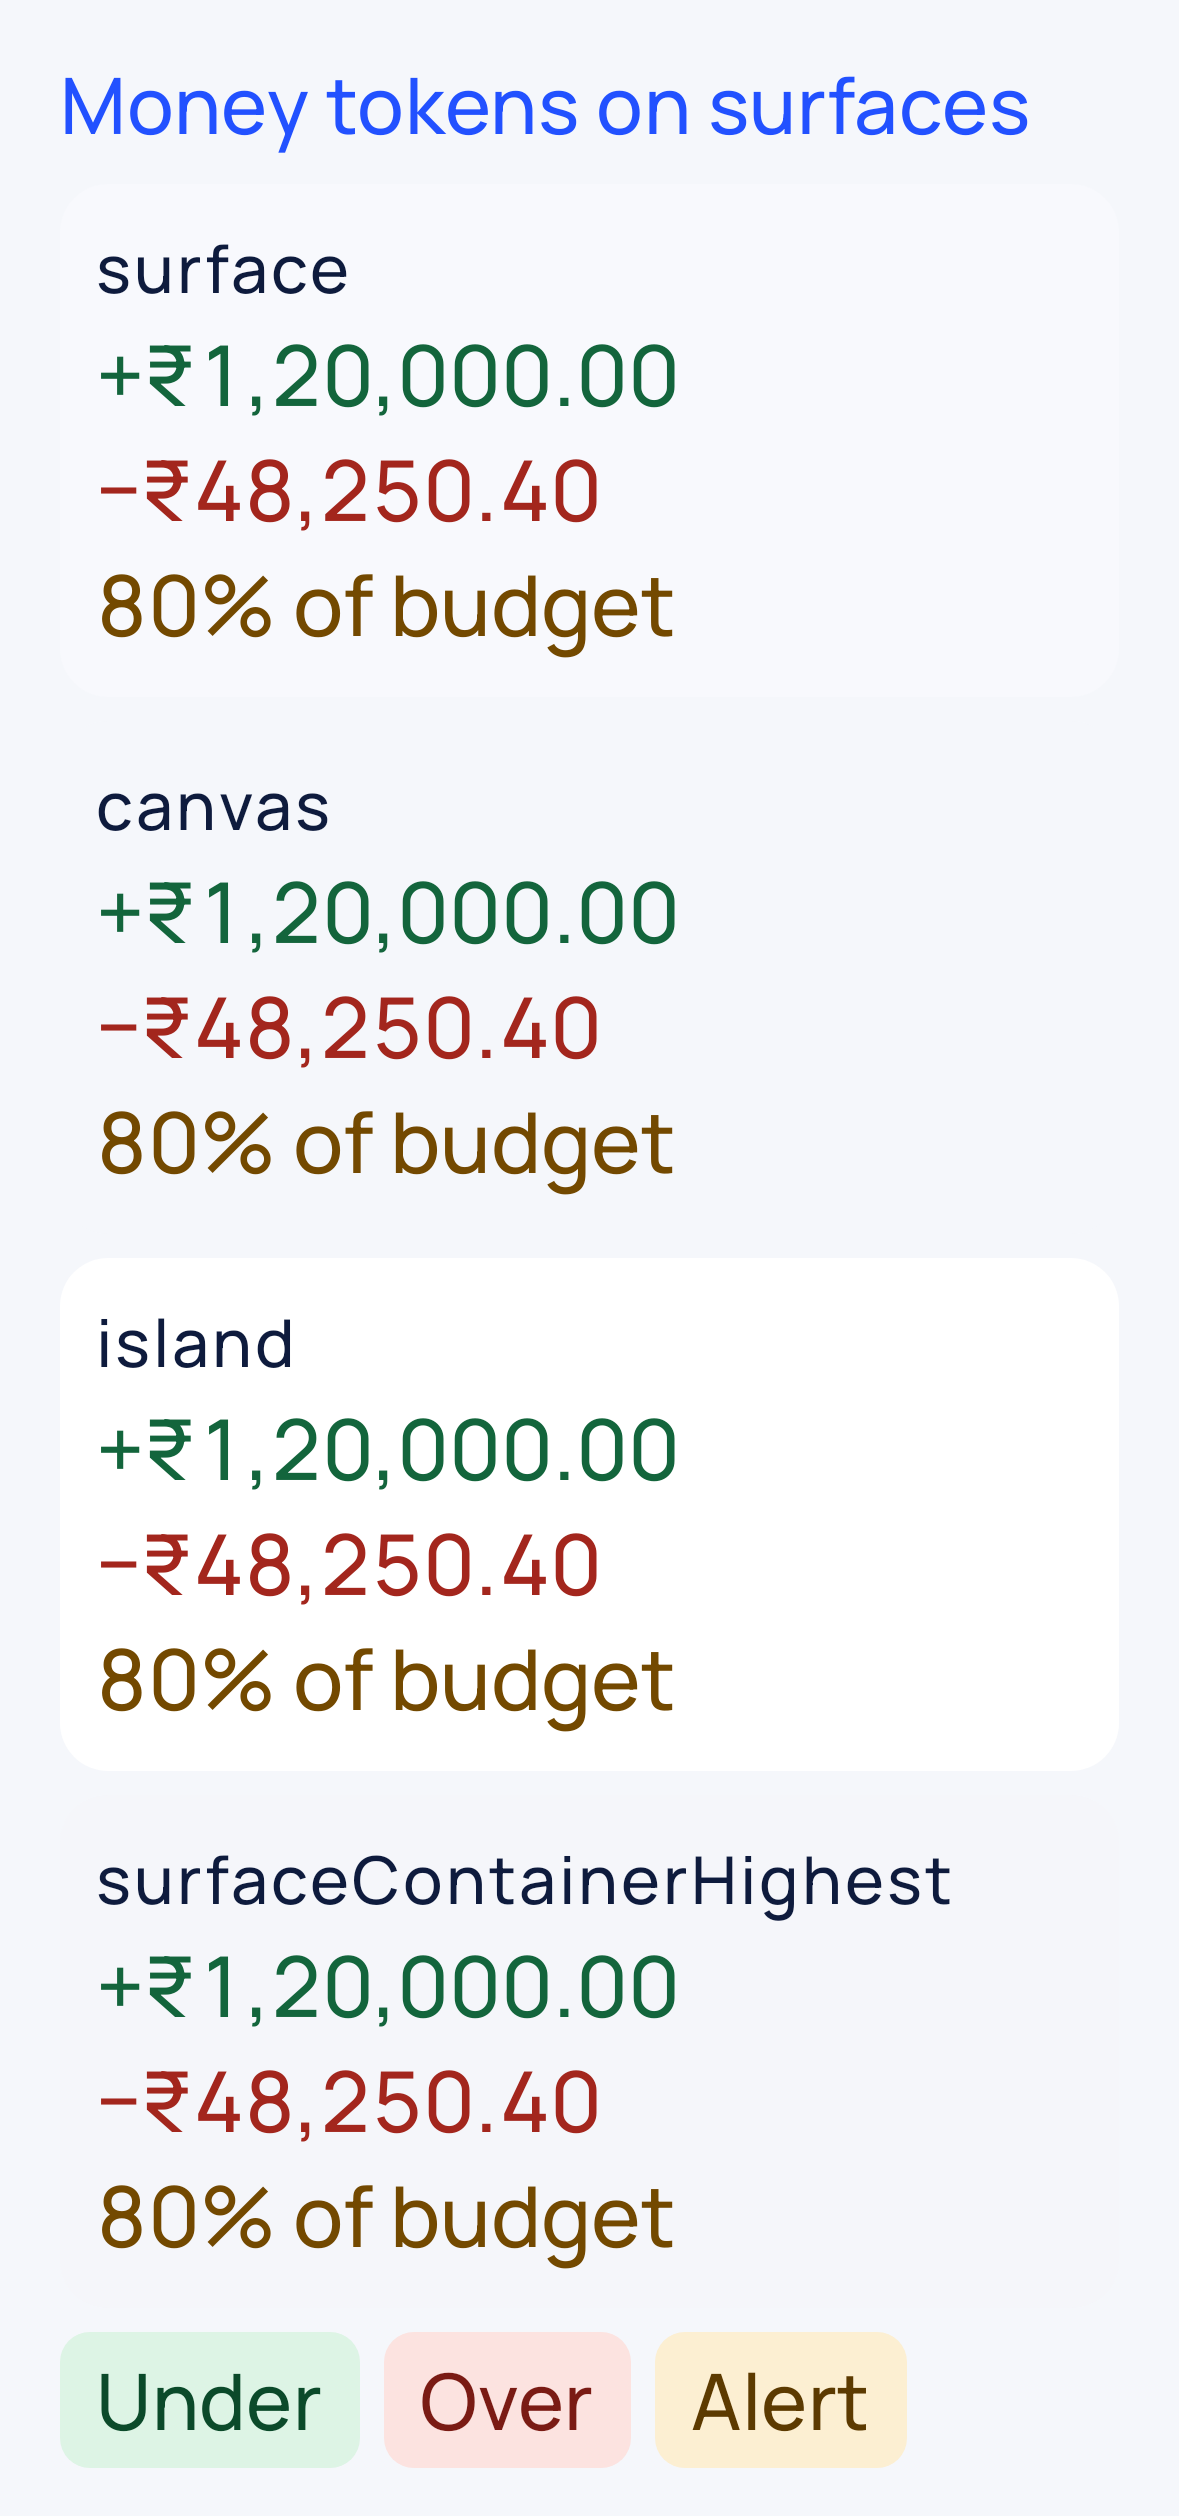 Money tokens on surfaces
surface
+₹1,20,000.00
−₹48,250.40
80% of budget
canvas
+₹1,20,000.00
−₹48,250.40
80% of budget
island
+₹1,20,000.00
−₹48,250.40
80% of budget
surfaceContainerHighest
+₹1,20,000.00
−₹48,250.40
80% of budget
Under Over Alert